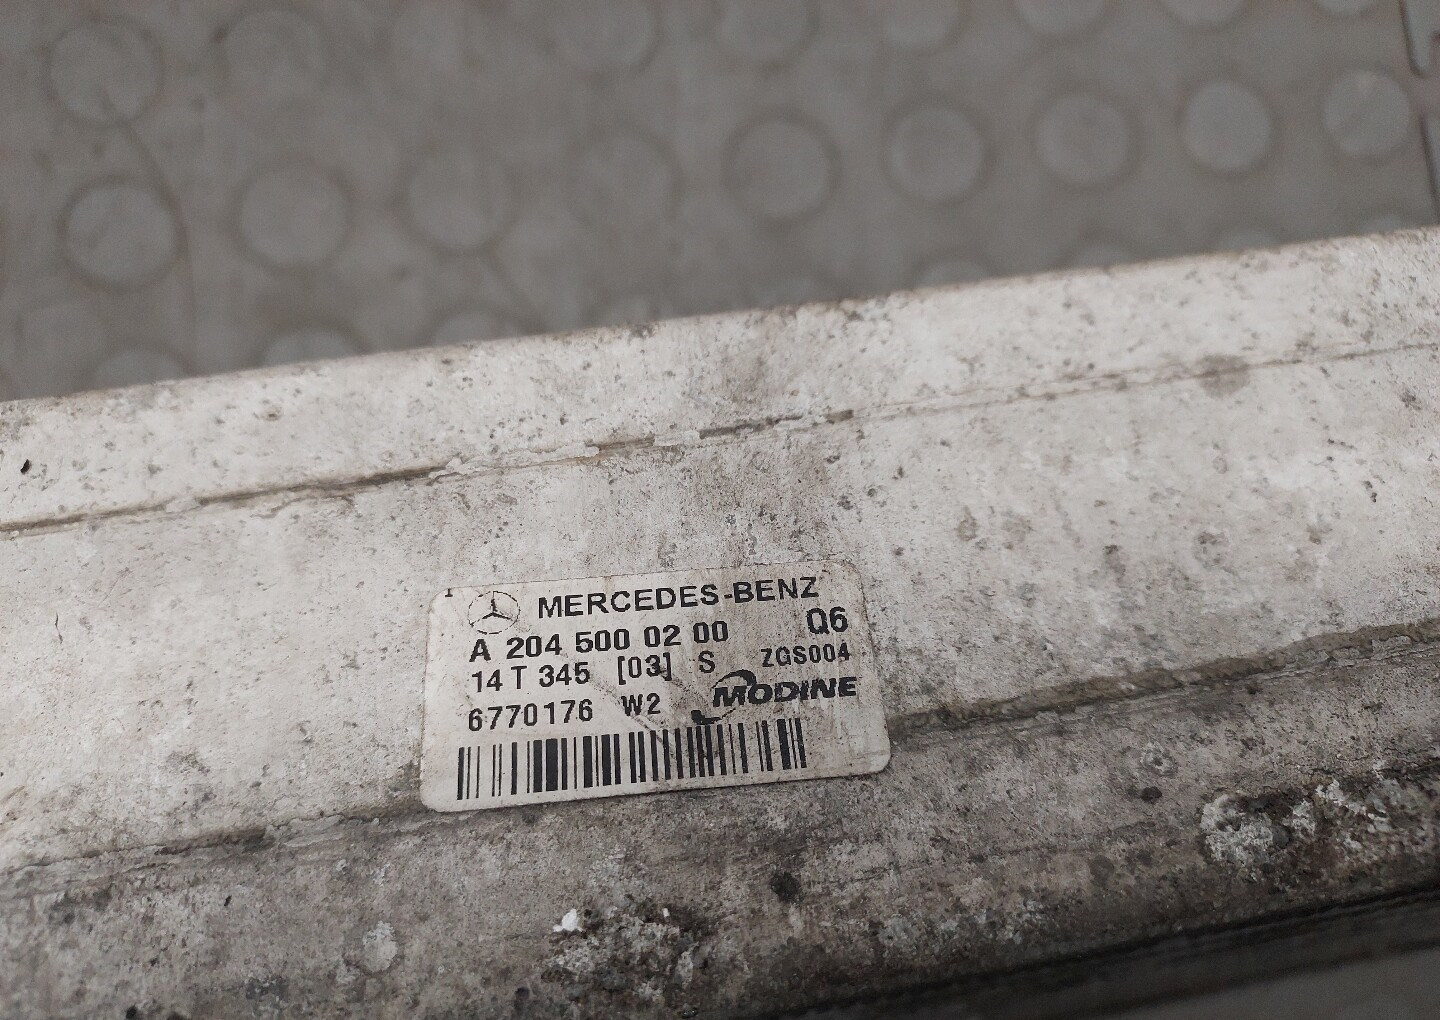 MERCEDES-BENZ
A 204 500 02 00 Q6
14 T 345 [03] S ZGS004
6770176 W2 MODINE